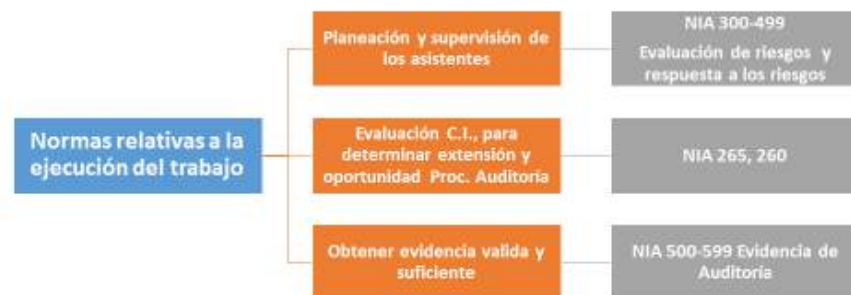 Normas relativas a la
ejecución del trabajo
Planeación y supervisión de
los asistentes
NIA 300-499
Evaluación de riesgos y
respuesta a los riesgos
Evaluación C.I., para
determinar extensión y
oportunidad Proc. Auditoría
NIA 265, 260
Obtener evidencia valida y
suficiente
NIA 500-599 Evidencia de
Auditoría